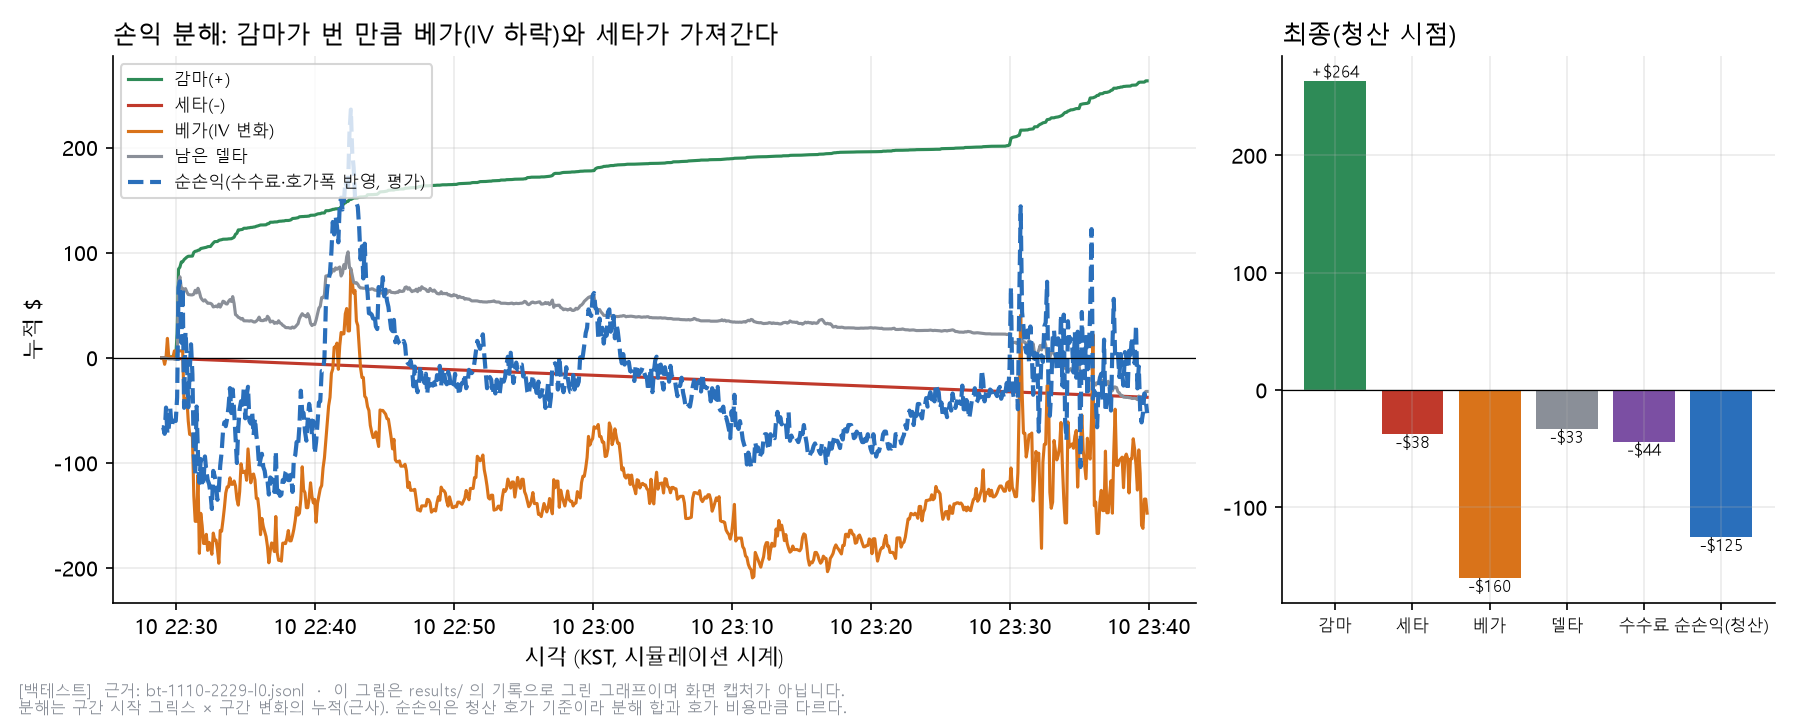 손익 분해: 감마가 번 만큼 베가(IV 하락)와 세타가 가져간다
감마(+)
세타(-)
베가(IV 변화)
남은 델타
순손익(수수료·호가폭 반영, 평가)
누적 $
200
100
0
-100
-200
10 22:30
10 22:40
10 22:50
10 23:00
10 23:10
10 23:20
10 23:30
10 23:40
시각 (KST, 시뮬레이션 시계)
최종(청산 시점)
200
100
0
-100
+$264
-$38
-$160
-$33
-$44
-$125
감마
세타
베가
델타
수수료
순손익(청산)
[백테스트] 근거: bt-1110-2229-l0.jsonl · 이 그림은 results/ 의 기록으로 그린 그래프이며 화면 캡처가 아닙니다.
분해는 구간 시작 그릭스 × 구간 변화의 누적(근사). 순손익은 청산 호가 기준이라 분해 합과 호가 비용만큼 다르다.